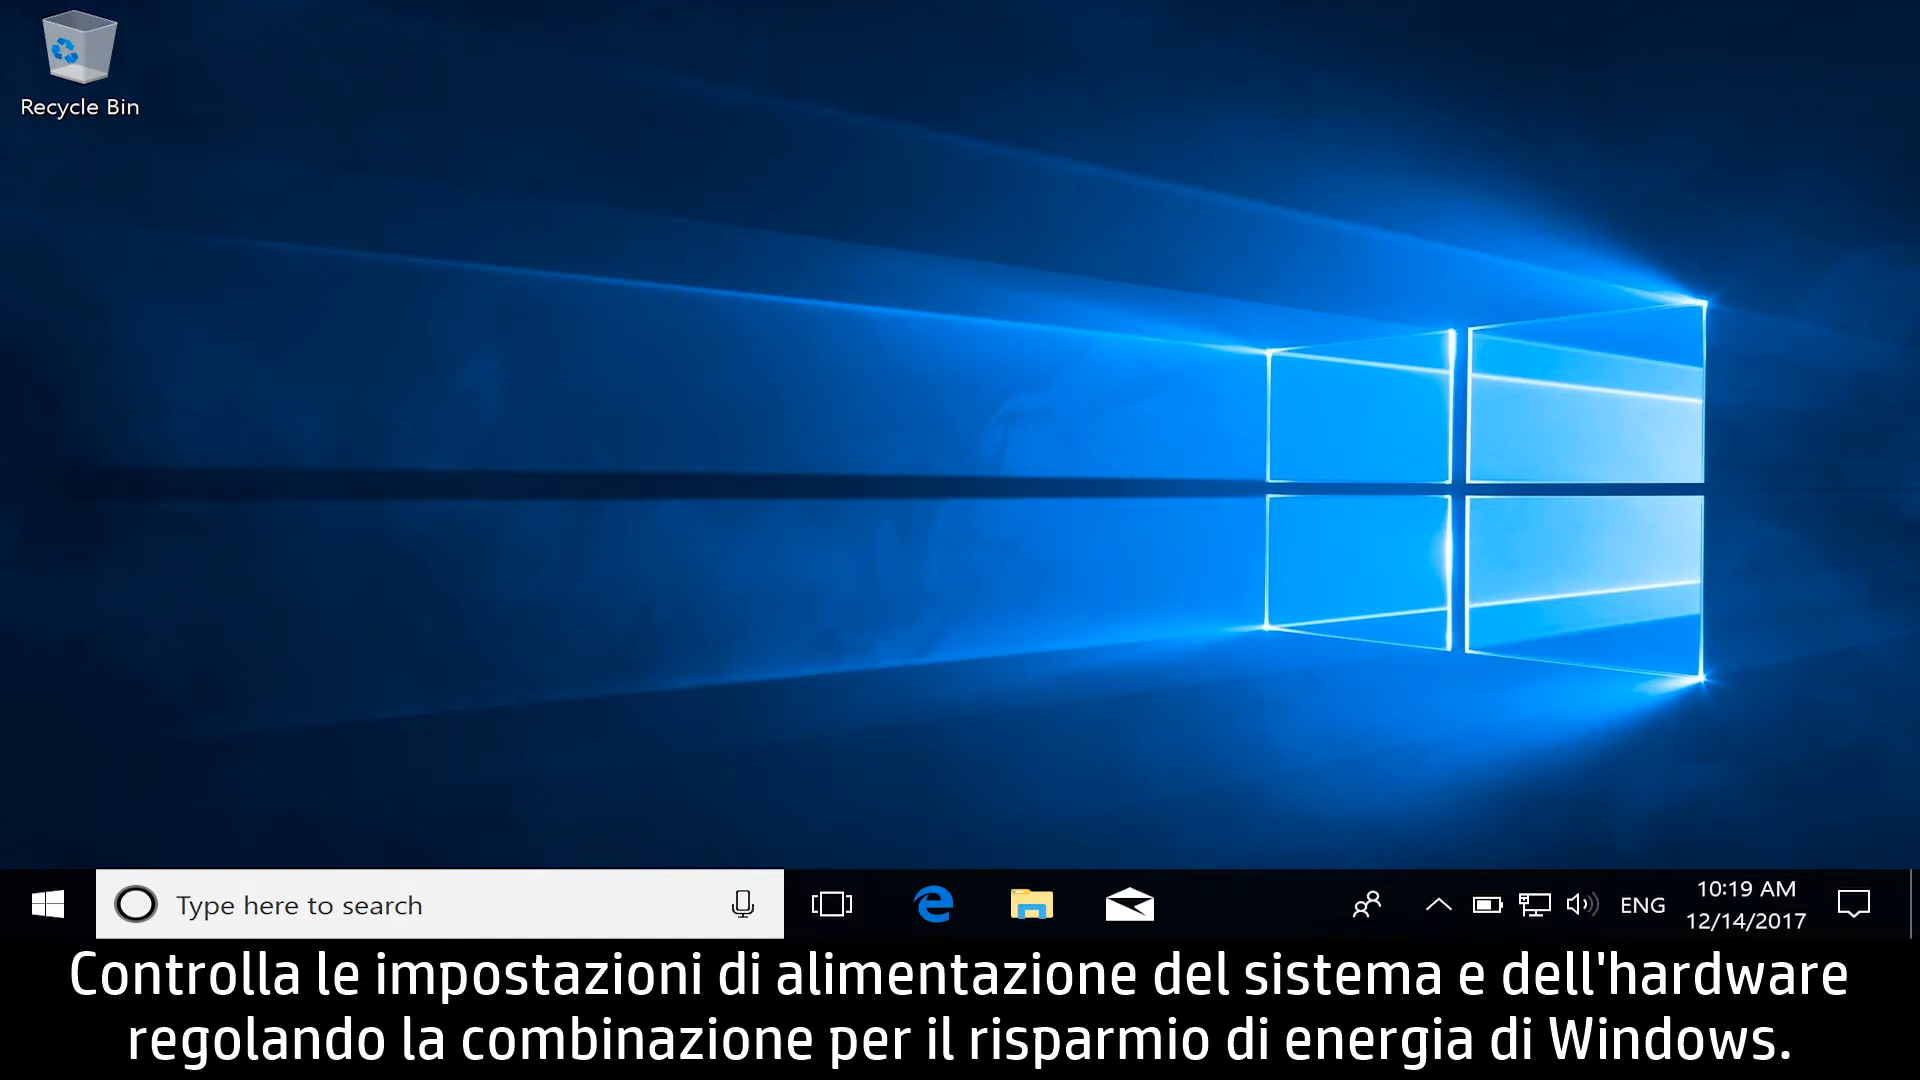 Recycle Bin
Type here to search
ENG
10:19 AM
12/14/2017
Controlla le impostazioni di alimentazione del sistema e dell'hardware
regolando la combinazione per il risparmio di energia di Windows.